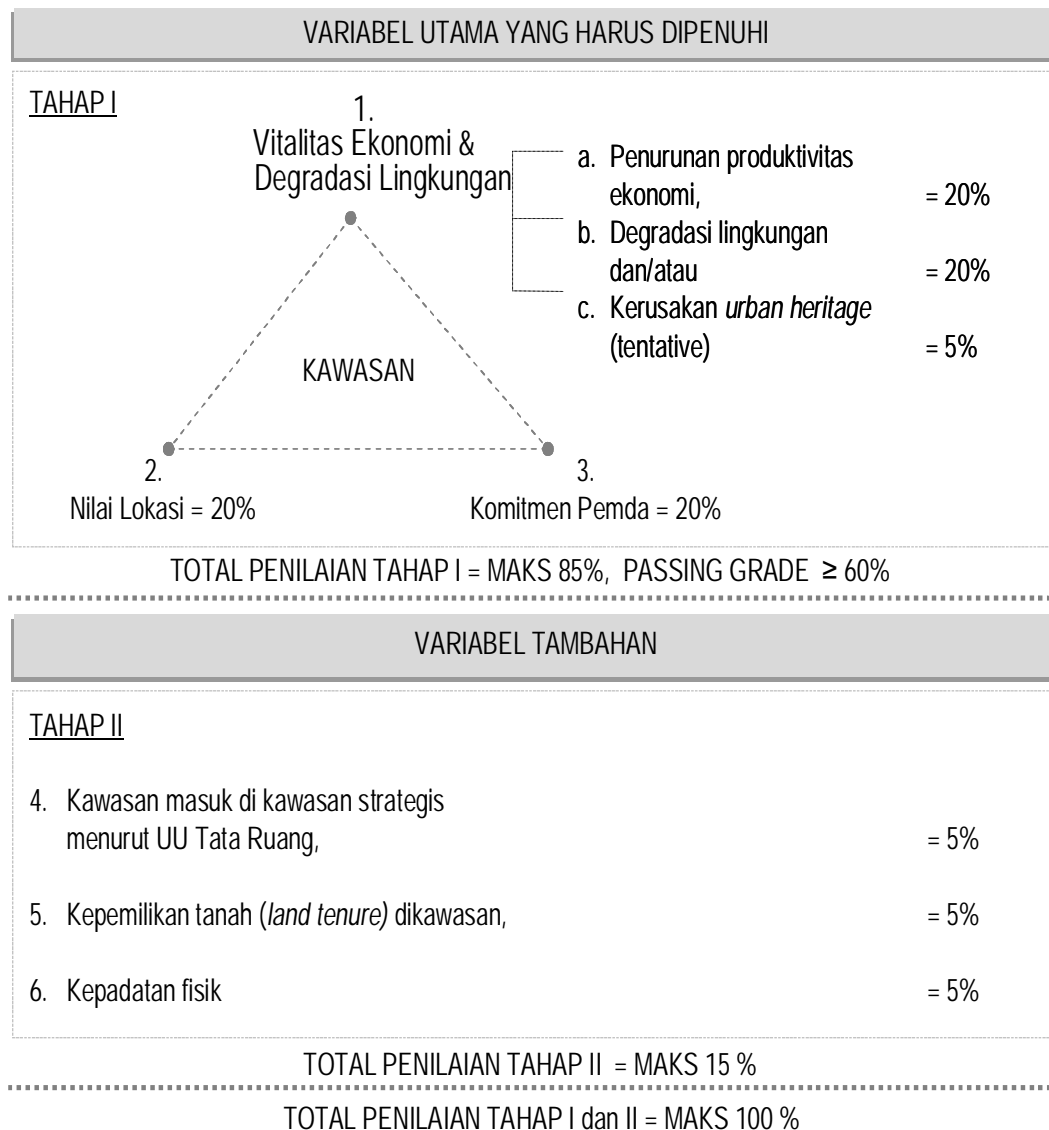 VARIABEL UTAMA YANG HARUS DIPENUHI
TAHAP I
1.
Vitalitas Ekonomi &
Degradasi Lingkungan
a. Penurunan produktivitas
ekonomi, = 20%
b. Degradasi lingkungan
dan/atau = 20%
c. Kerusakan urban heritage
(tentative) = 5%
KAWASAN
2.
Nilai Lokasi = 20%
3.
Komitmen Pemda = 20%
TOTAL PENILAIAN TAHAP I = MAKS 85%, PASSING GRADE ≥ 60%
VARIABEL TAMBAHAN
TAHAP II
4. Kawasan masuk di kawasan strategis
menurut UU Tata Ruang, = 5%
5. Kepemilikan tanah (land tenure) dikawasan, = 5%
6. Kepadatan fisik = 5%
TOTAL PENILAIAN TAHAP II = MAKS 15 %
TOTAL PENILAIAN TAHAP I dan II = MAKS 100 %